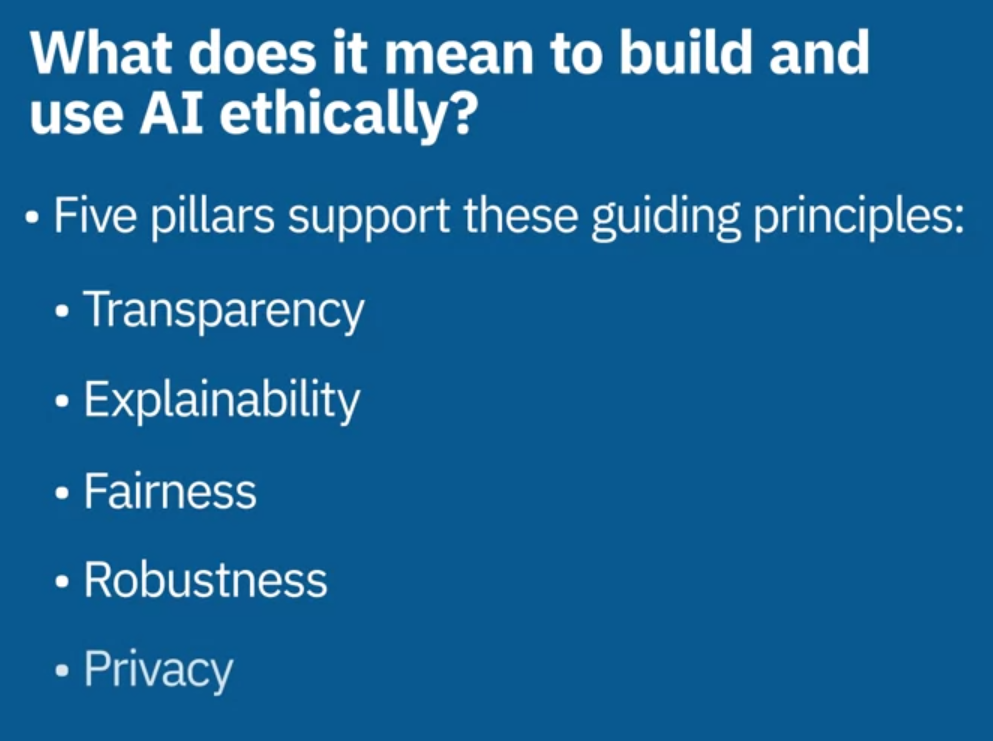 What does it mean to build and
use AI ethically?
• Five pillars support these guiding principles:
• Transparency
• Explainability
• Fairness
• Robustness
• Privacy